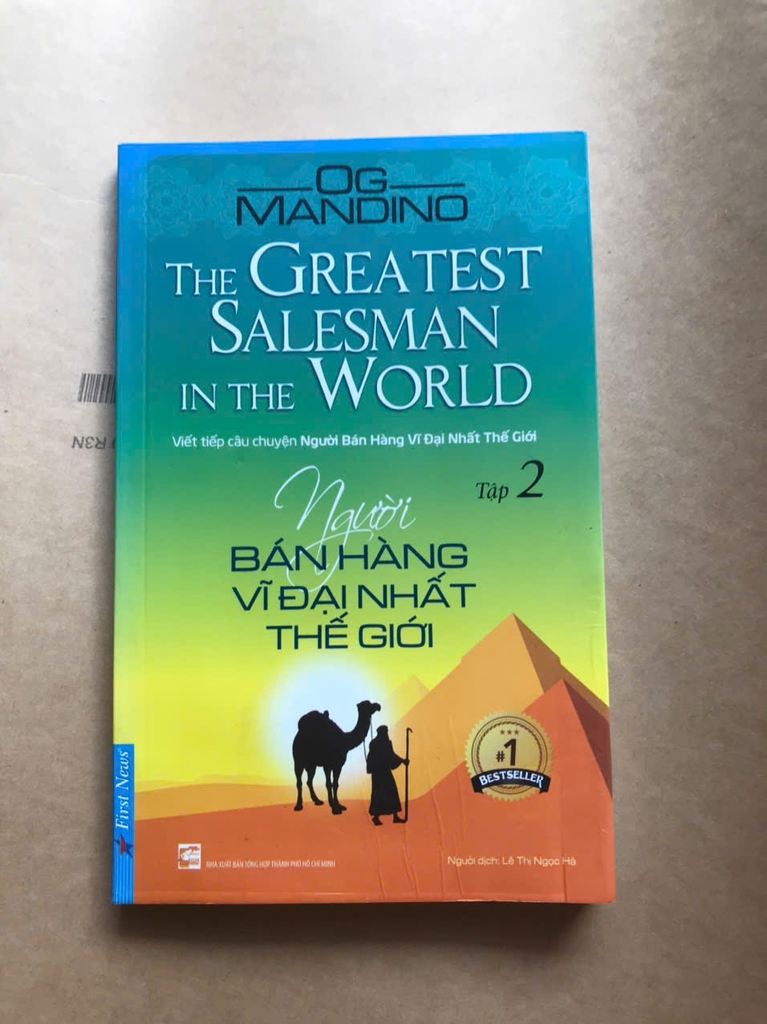 OG
MANDINO
THE GREATEST
SALESMAN
IN THE WORLD
Viết tiếp câu chuyện Người Bán Hàng Vĩ Đại Nhất Thế Giới
Tập 2
Người
BÁN HÀNG
VĨ ĐẠI NHẤT
THẾ GIỚI
#1
BESTSELLER
First News
NHÀ XUẤT BẢN TỔNG HỢP THÀNH PHỐ HỒ CHÍ MINH
Người dịch: Lê Thị Ngọc Hà
R3N